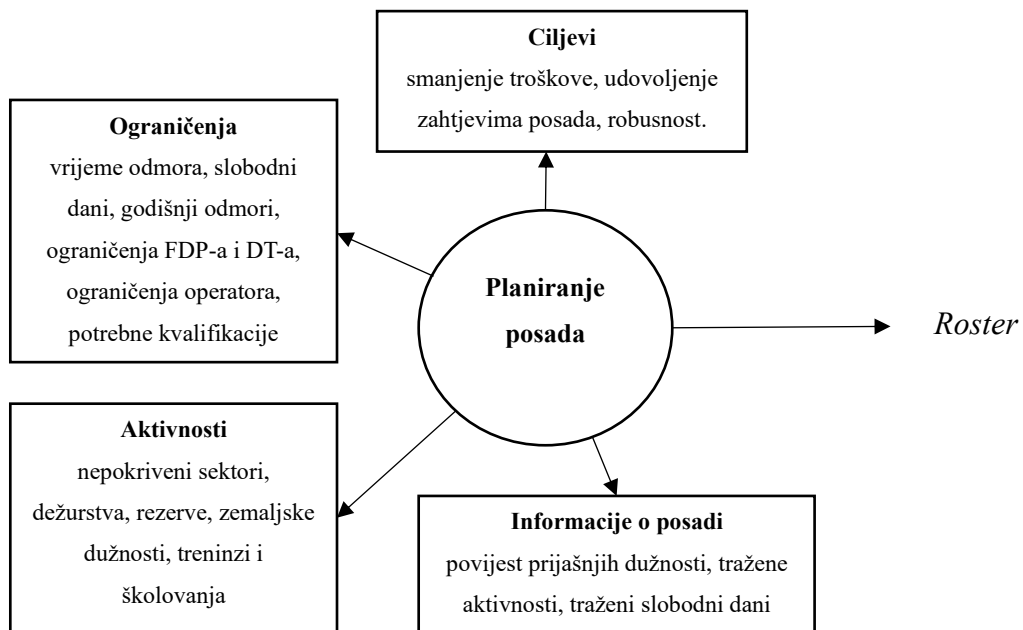 Ciljevi
smanjenje troškove, udovoljenje
zahtjevima posada, robusnost.
Ograničenja
vrijeme odmora, slobodni
dani, godišnji odmori,
ograničenja FDP-a i DT-a,
ograničenja operatora,
potrebne kvalifikacije
Planiranje
posada
Roster
Aktivnosti
nepokriveni sektori,
dežurstva, rezerve, zemaljske
dužnosti, treninzi i
školovanja
Informacije o posadi
povijest prijašnjih dužnosti, tražene
aktivnosti, traženi slobodni dani